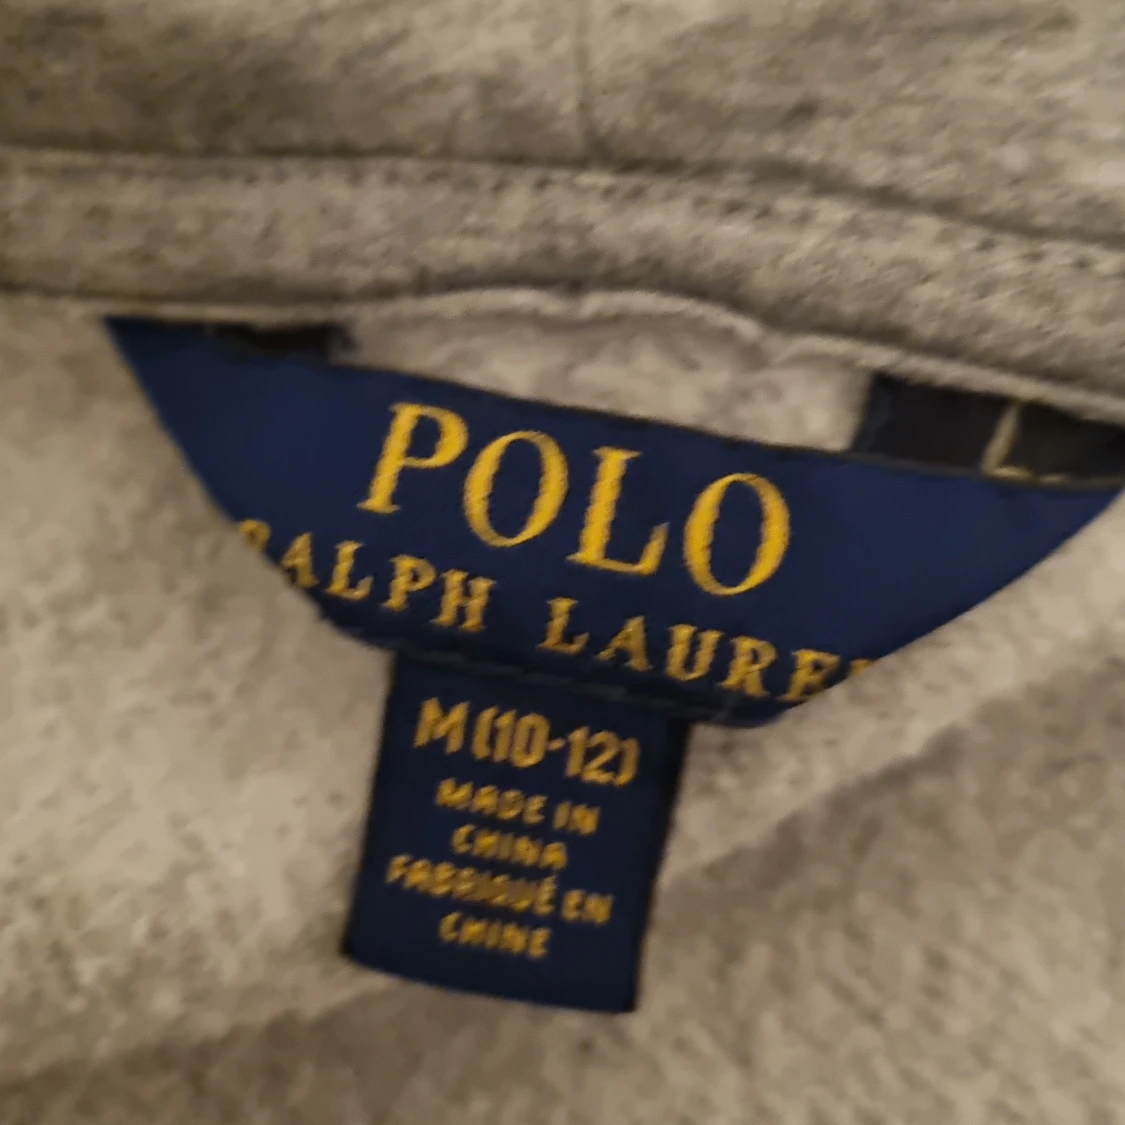 POLO
RALPH LAUREN
M (10-12)
MADE IN
CHINA
FABRIQUÉ EN
CHINE